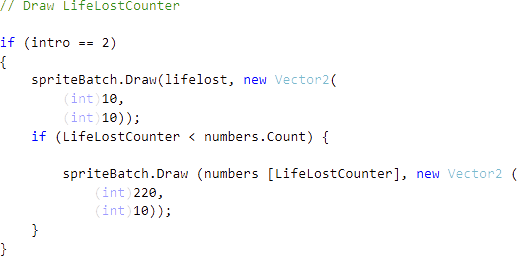 // Draw LifeLostCounter
if (intro == 2)
{
spriteBatch.Draw(lifelost, new Vector2(
(int)10,
(int)10));
if (LifeLostCounter < numbers.Count) {
spriteBatch.Draw (numbers [LifeLostCounter], new Vector2 (
(int)220,
(int)10));
}
}